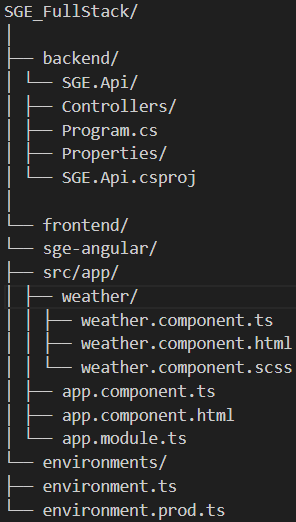 SGE_FullStack/
│
├── backend/
│ └── SGE.Api/
│ ├── Controllers/
│ ├── Program.cs
│ ├── Properties/
│ └── SGE.Api.csproj
│
└── frontend/
└── sge-angular/
├── src/app/
│ ├── weather/
│ │ ├── weather.component.ts
│ │ ├── weather.component.html
│ │ └── weather.component.scss
│ ├── app.component.ts
│ ├── app.component.html
│ └── app.module.ts
└── environments/
├── environment.ts
└── environment.prod.ts